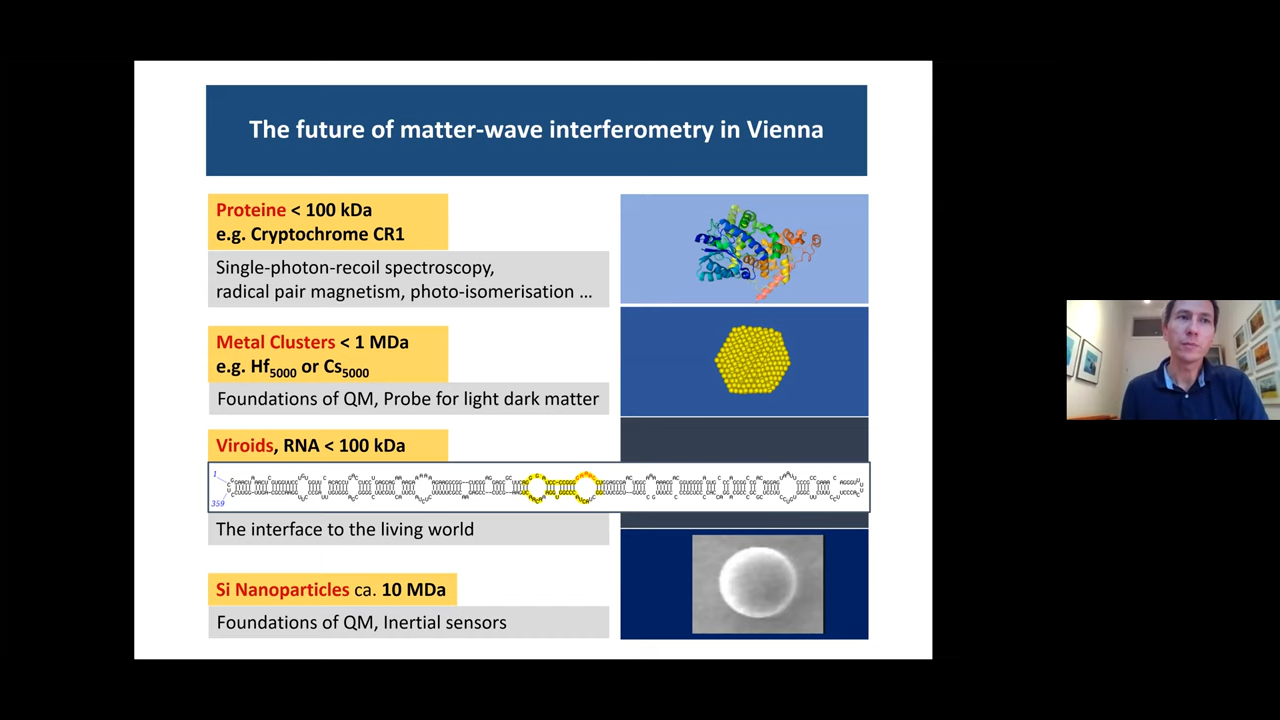 The future of matter-wave interferometry in Vienna
Proteine < 100 kDa
e.g. Cryptochrome CR1
Single-photon-recoil spectroscopy,
radical pair magnetism, photo-isomerisation ...
Metal Clusters < 1 MDa
e.g. Hf5000 or Cs5000
Foundations of QM, Probe for light dark matter
Viroids, RNA < 100 kDa
1
359
The interface to the living world
Si Nanoparticles ca. 10 MDa
Foundations of QM, Inertial sensors